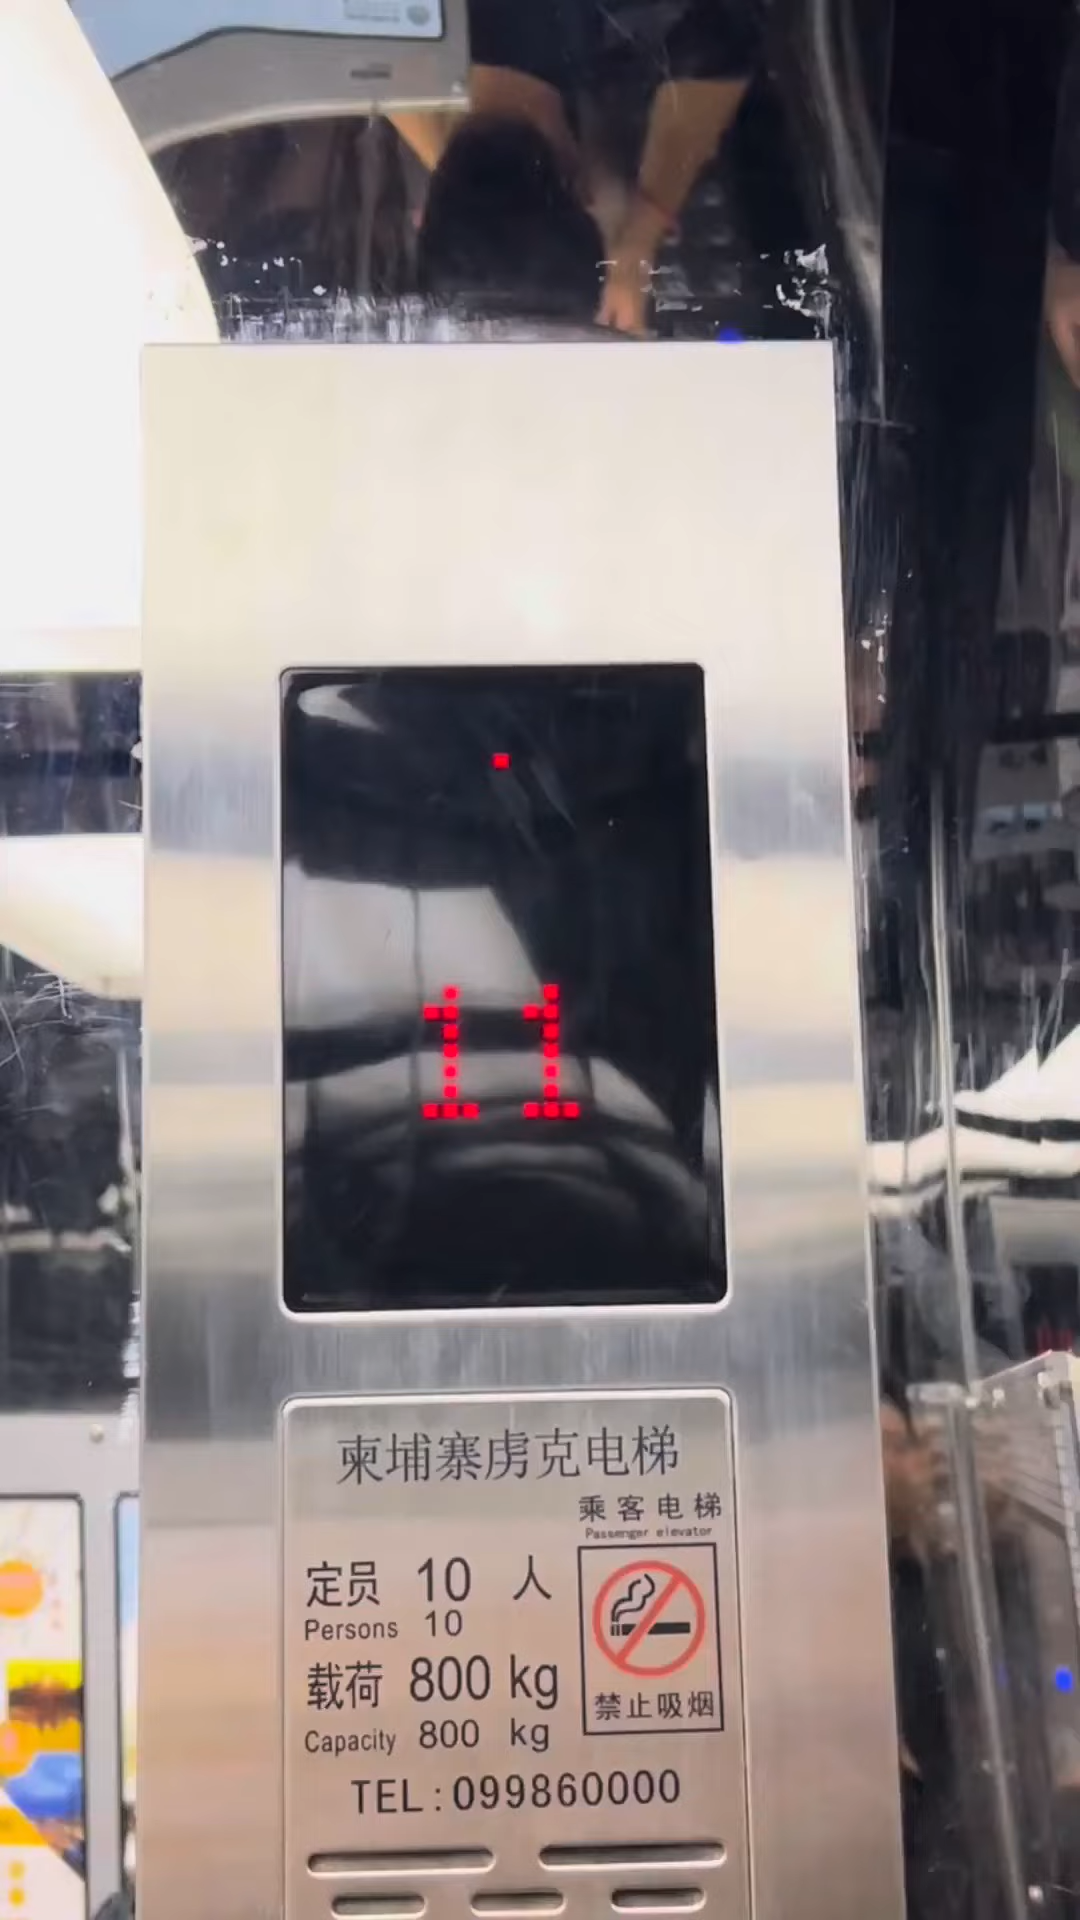 11
柬埔寨虏克电梯
乘客电梯
Passenger elevator
定员 10 人
Persons 10
载荷 800 kg
Capacity 800 kg
禁止吸烟
TEL:099860000